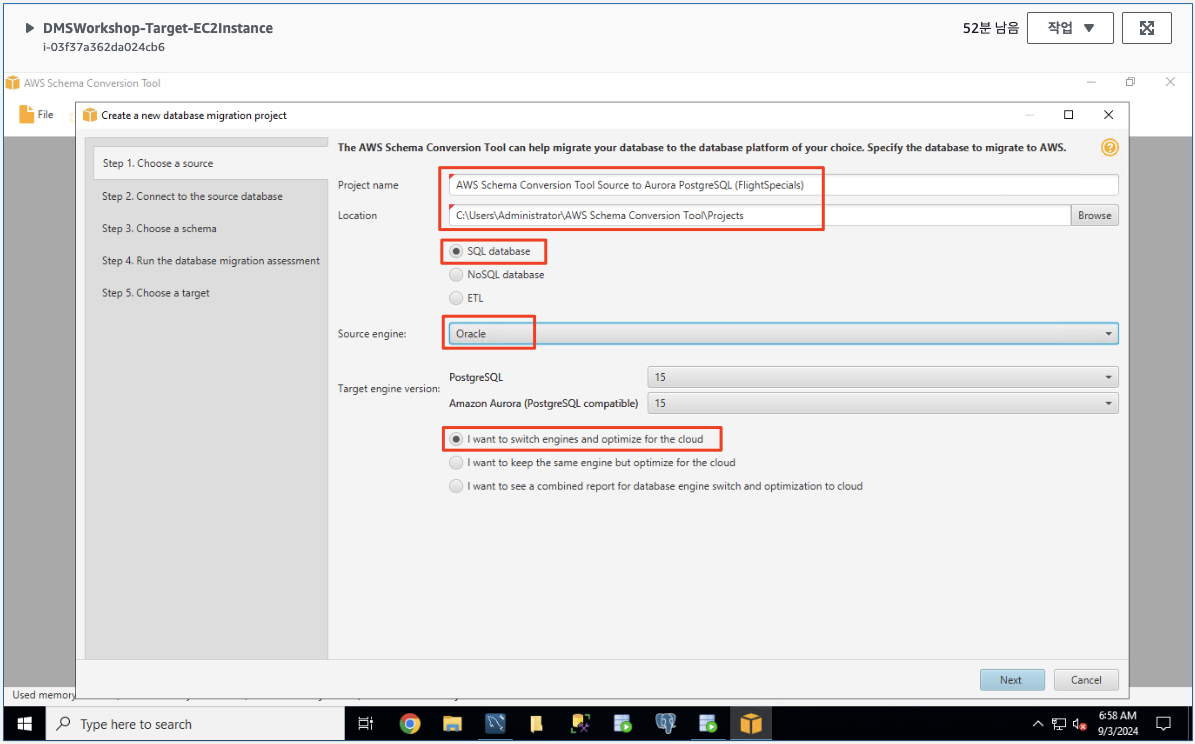 DMSWorkshop-Target-EC2Instance
i-03f37a362da024cb6
52분 남음
작업
AWS Schema Conversion Tool
File
Create a new database migration project
Step 1. Choose a source
Step 2. Connect to the source database
Step 3. Choose a schema
Step 4. Run the database migration assessment
Step 5. Choose a target
The AWS Schema Conversion Tool can help migrate your database to the database platform of your choice. Specify the database to migrate to AWS.
Project name
AWS Schema Conversion Tool Source to Aurora PostgreSQL (FlightSpecials)
Location
C:\Users\Administrator\AWS Schema Conversion Tool\Projects
Browse
SQL database
NoSQL database
ETL
Source engine:
Oracle
Target engine version:
PostgreSQL
15
Amazon Aurora (PostgreSQL compatible)
15
I want to switch engines and optimize for the cloud
I want to keep the same engine but optimize for the cloud
I want to see a combined report for database engine switch and optimization to cloud
Next
Cancel
Used memory
Type here to search
6:58 AM
9/3/2024